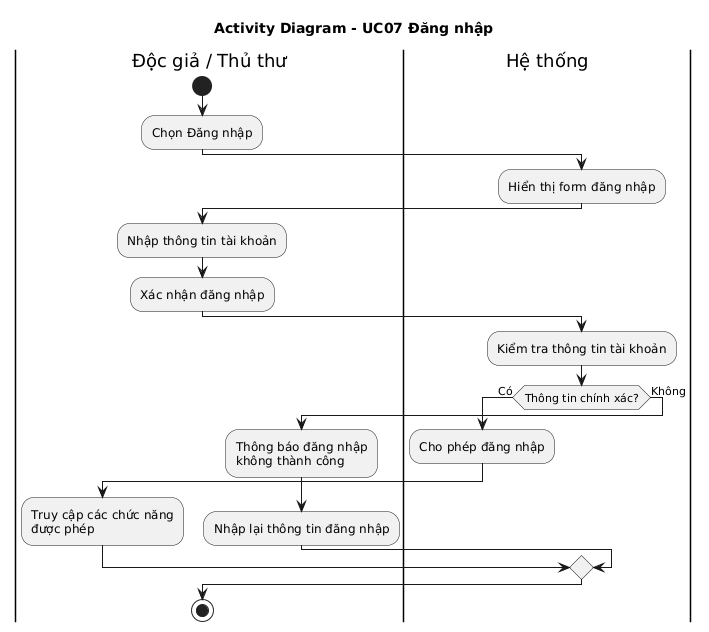 Activity Diagram - UC07 Đăng nhập
Độc giả / Thủ thư
Hệ thống
Chọn Đăng nhập
Hiển thị form đăng nhập
Nhập thông tin tài khoản
Xác nhận đăng nhập
Kiểm tra thông tin tài khoản
Có
Thông tin chính xác?
Không
Thông báo đăng nhập
không thành công
Cho phép đăng nhập
Truy cập các chức năng
được phép
Nhập lại thông tin đăng nhập